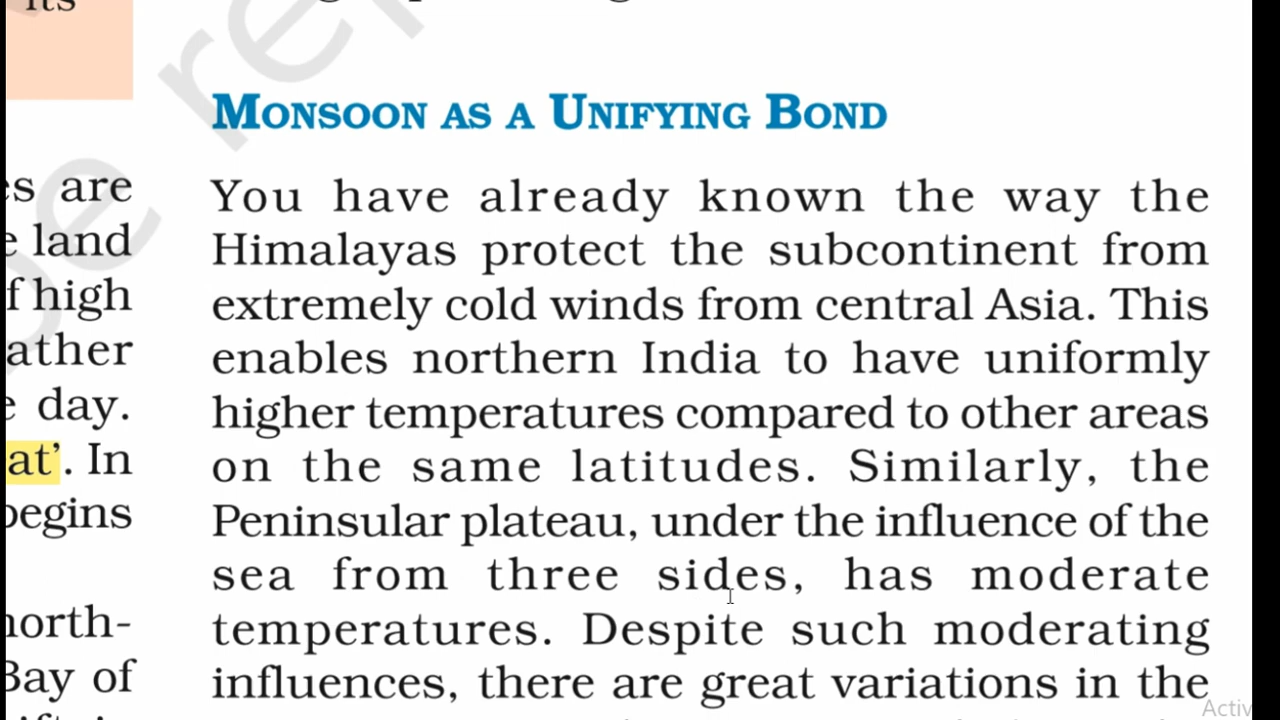 its
es are
e land
f high
ather
e day.
at’. In
begins
north-
Bay of
MONSOON AS A UNIFYING BOND
You have already known the way the
Himalayas protect the subcontinent from
extremely cold winds from central Asia. This
enables northern India to have uniformly
higher temperatures compared to other areas
on the same latitudes. Similarly, the
Peninsular plateau, under the influence of the
sea from three sides, has moderate
temperatures. Despite such moderating
influences, there are great variations in the
Activ